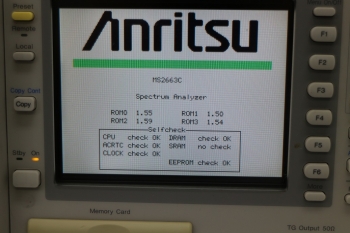 Anritsu
MS2663C
Spectrum Analyzer
ROM0 1.55 ROM1 1.50
ROM2 1.59 ROM3 1.54
Selfcheck
CPU check OK DRAM check OK
ACRTC check OK SRAM no check
CLOCK check OK
EEPROM check OK
Preset
Remote
Local
Copy Cont
Copy
Stby On
F1
F2
F3
F4
F5
F6
Memory Card
TG Output 50Ω